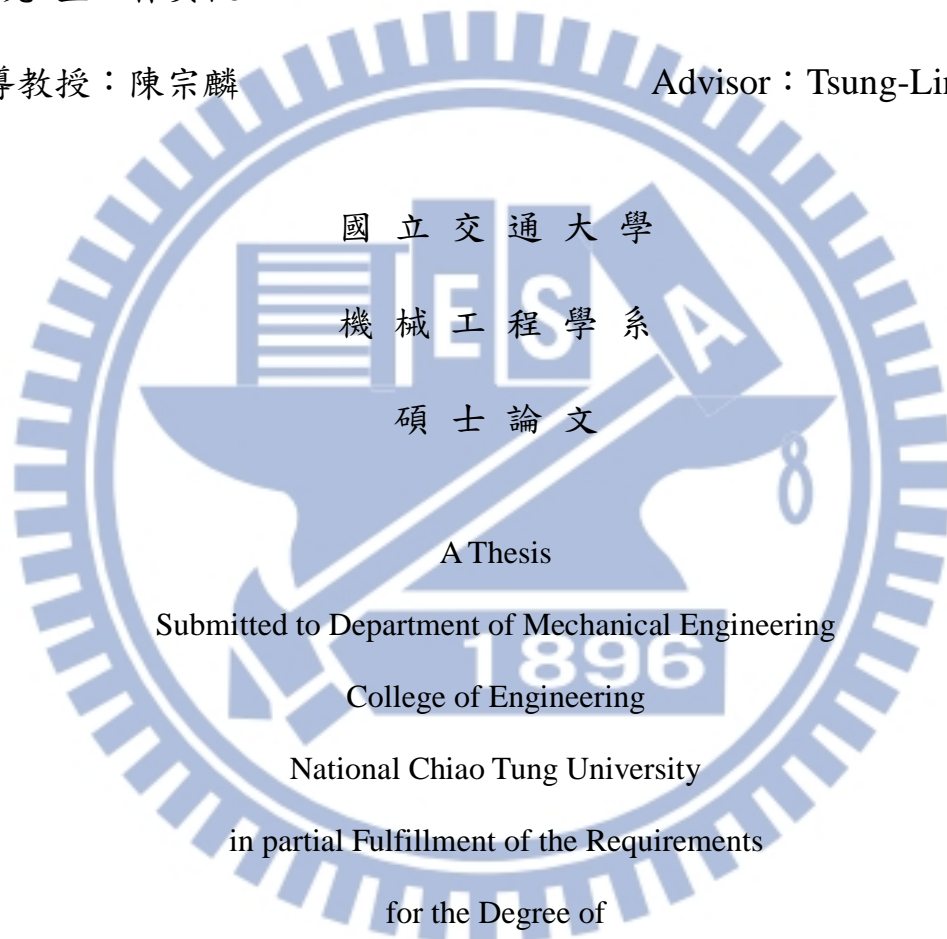 導教授：陳宗麟 Advisor：Tsung-Lin
國立交通大學
機械工程學系
碩士論文
E S A
8
A Thesis
Submitted to Department of Mechanical Engineering
1896
College of Engineering
National Chiao Tung University
in partial Fulfillment of the Requirements
for the Degree of